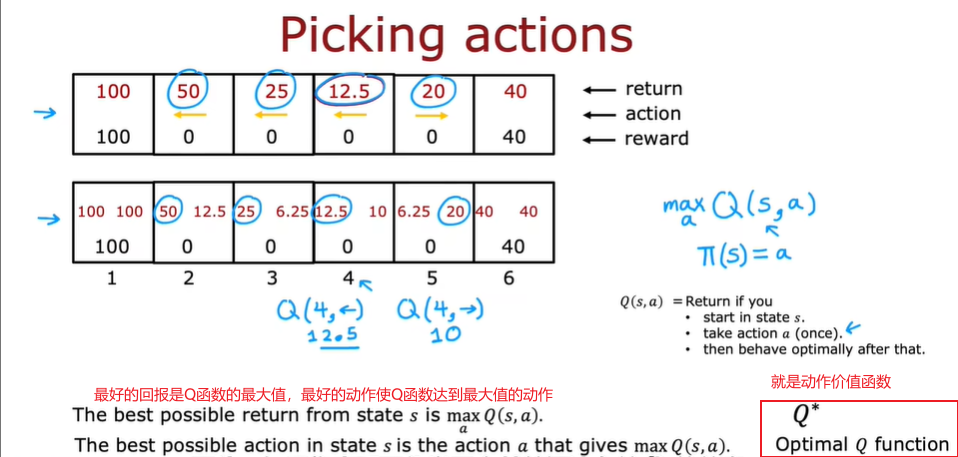 Picking actions
100 50 25 12.5 20 40 ← return
← ← ← → ← action
→ 100 0 0 0 0 40 ← reward
→ 100 100 50 12.5 25 6.25 12.5 10 6.25 20 40 40
100 0 0 0 0 40
1 2 3 4 5 6
max Q(s,a)
a
π(s)=a
Q(4,←) Q(4,→)
12.5 10
Q(s,a) = Return if you
• start in state s.
• take action a (once).
• then behave optimally after that.
最好的回报是Q函数的最大值，最好的动作使Q函数达到最大值的动作
The best possible return from state s is max Q(s,a).
a
The best possible action in state s is the action a that gives max Q(s,a).
就是动作价值函数
Q*
Optimal Q function